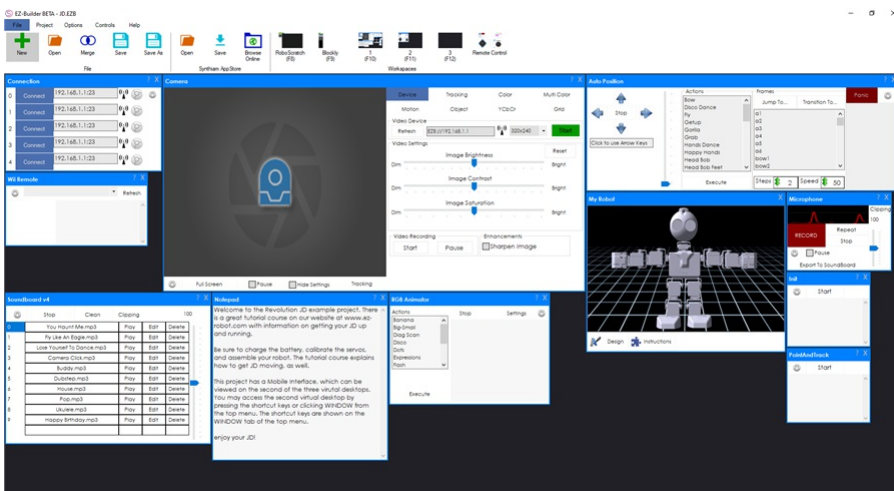 EZ-Builder BETA - JD.EZB
File Project Options Controls Help
New Open Merge Save Save As Open Save Browse Online RoboScratch (F8) Blockly (F9) 1 (F10) 2 (F11) 3 (F12) Remote Control
File Synthiam App Store Workspaces
Connection ? X
0 Connect 192.168.1.1:23
1 Connect 192.168.1.1:23
2 Connect 192.168.1.1:23
3 Connect 192.168.1.1:23
4 Connect 192.168.1.1:23
Wii Remote ? X
Refresh
Camera ? X
Device Tracking Color Multi Color
Motion Object YCbCr Grid
Video Device
Refresh EZB://192.168.1.1 320x240 Start
Video Settings
Image Brightness Reset
Dim Bright
Image Contrast
Dim Bright
Image Saturation
Dim Bright
Video Recording Enhancements
Start Pause Sharpen Image
Full Screen Pause Hide Settings Tracking
Auto Position ? X
Stop
Click to use Arrow Keys
Actions
Bow
Disco Dance
Fly
Getup
Gorilla
Grab
Hands Dance
Happy Hands
Head Bob
Head Bob Feet
Execute
Frames
Jump To... Transition To...
a1
a2
a3
a4
a5
a6
bow1
bow2
Steps 2 Speed 50
Panic
My Robot X
Design Instructions
Microphone ? X
Clipping
100
RECORD Repeat
Stop
Pause
Export To SoundBoard
Init ? X
Start
PointAndTrack ? X
Start
Soundboard v4 ? X
Stop Clean Clipping 100
0 You Haunt Me.mp3 Play Edit Delete
1 Fly Like An Eagle.mp3 Play Edit Delete
2 Lose Yourself To Dance.mp3 Play Edit Delete
3 Camera Click.mp3 Play Edit Delete
4 Buddy.mp3 Play Edit Delete
5 Dubstep.mp3 Play Edit Delete
6 House.mp3 Play Edit Delete
7 Pop.mp3 Play Edit Delete
8 Ukulele.mp3 Play Edit Delete
9 Happy Birthday.mp3 Play Edit Delete
Notepad ? X
Welcome to the Revolution JD example project. There
is a great tutorial course on our website at www.ez-
robot.com with information on getting your JD up
and running.
Be sure to charge the battery, calibrate the servos,
and assemble your robot. The tutorial course explains
how to get JD moving, as well.
This project has a Mobile Interface, which can be
viewed on the second of the three virutal desktops.
You may access the second virtual desktop by
pressing the shortcut keys or clicking WINDOW from
the top menu. The shortcut keys are shown on the
WINDOW tab of the top menu.
enjoy your JD!
RGB Animator ? X
Actions Stop Settings
Banana
Big-Small
Diag Scan
Disco
Dots
Expressions
Flash
Execute